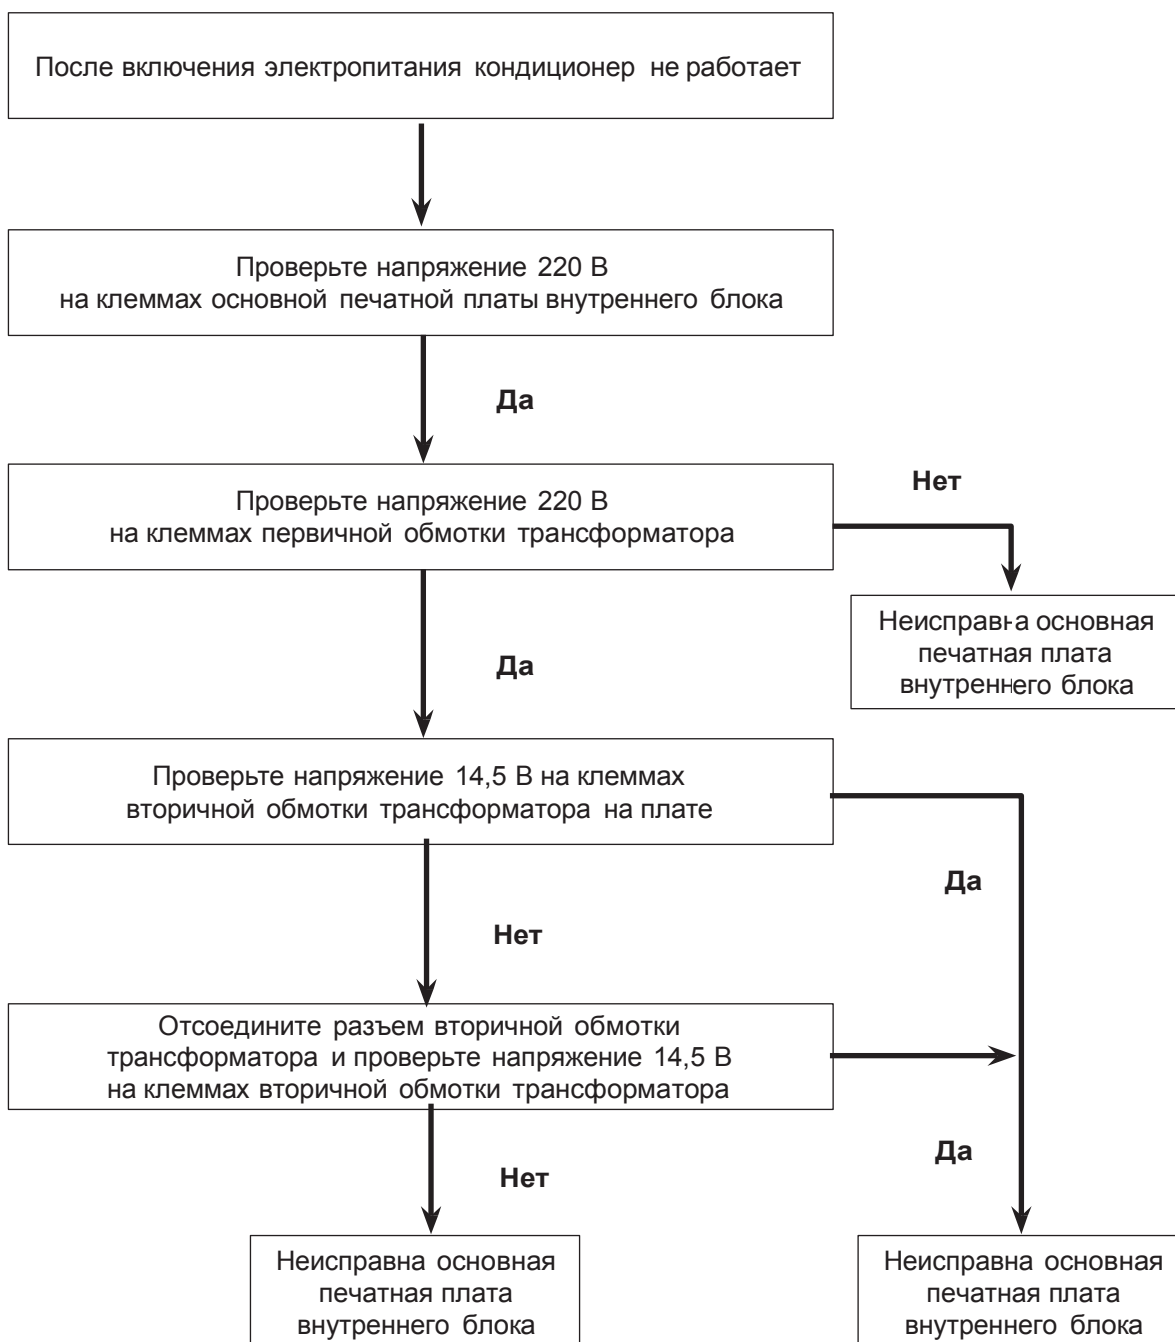 После включения электропитания кондиционер не работает
Проверьте напряжение 220 В
на клеммах основной печатной платы внутреннего блока
Да
Проверьте напряжение 220 В
на клеммах первичной обмотки трансформатора
Нет
Неисправна основная
печатная плата
внутреннего блока
Да
Проверьте напряжение 14,5 В на клеммах
вторичной обмотки трансформатора на плате
Да
Нет
Отсоедините разъем вторичной обмотки
трансформатора и проверьте напряжение 14,5 В
на клеммах вторичной обмотки трансформатора
Да
Нет
Неисправна основная
печатная плата
внутреннего блока
Неисправна основная
печатная плата
внутреннего блока